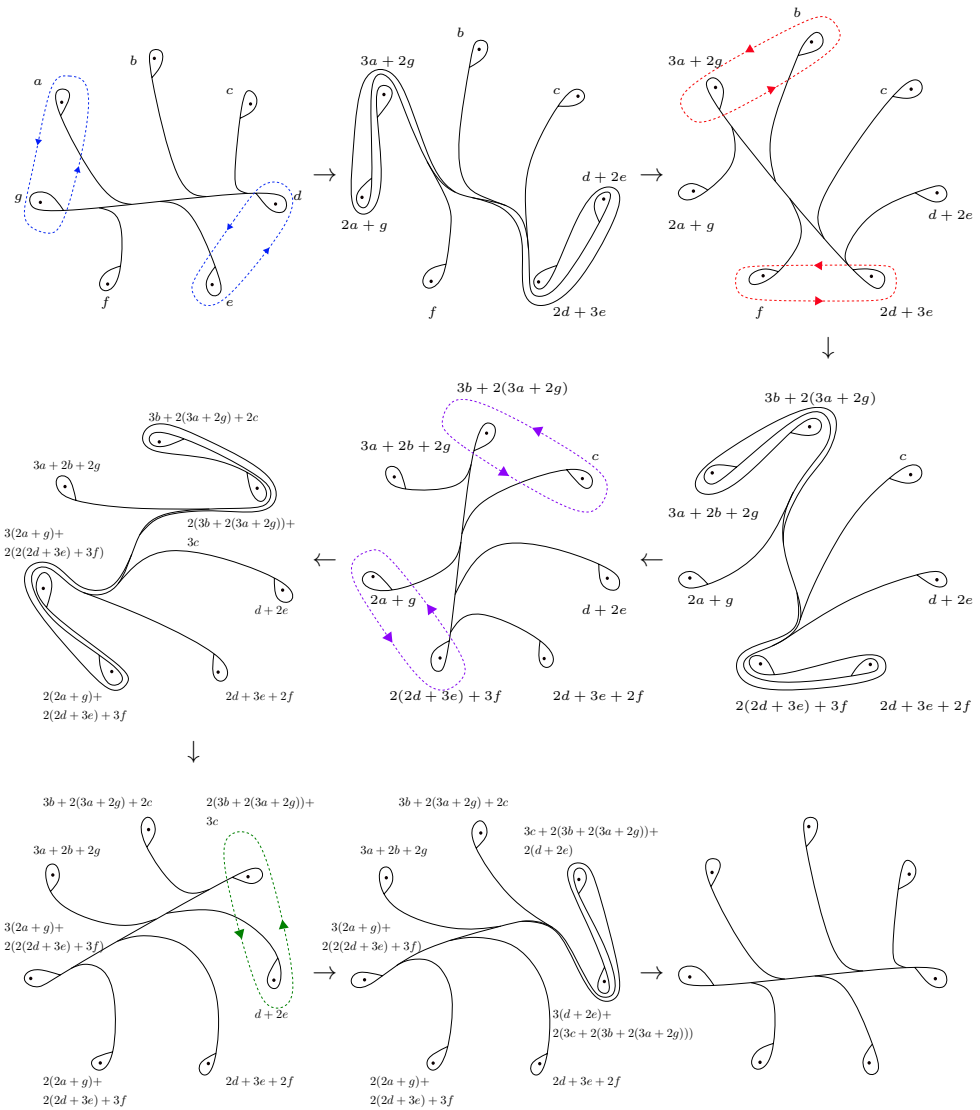 a
b
c
g
d
f
e
→
3a + 2g
b
c
d + 2e
2a + g
f
2d + 3e
→
b
3a + 2g
c
2a + g
d + 2e
f
2d + 3e
↓
3b + 2(3a + 2g) + 2c
3a + 2b + 2g
3(2a + g)+
2(2(2d + 3e) + 3f)
2(3b + 2(3a + 2g))+
3c
d + 2e
2(2a + g)+
2(2d + 3e) + 3f
2d + 3e + 2f
←
3b + 2(3a + 2g)
3a + 2b + 2g
c
2a + g
d + 2e
2(2d + 3e) + 3f
2d + 3e + 2f
←
3b + 2(3a + 2g)
c
3a + 2b + 2g
2a + g
d + 2e
2(2d + 3e) + 3f
2d + 3e + 2f
↓
3b + 2(3a + 2g) + 2c
2(3b + 2(3a + 2g))+
3c
3a + 2b + 2g
3(2a + g)+
2(2(2d + 3e) + 3f)
d + 2e
2(2a + g)+
2(2d + 3e) + 3f
2d + 3e + 2f
→
3b + 2(3a + 2g) + 2c
3c + 2(3b + 2(3a + 2g))+
2(d + 2e)
3a + 2b + 2g
3(2a + g)+
2(2(2d + 3e) + 3f)
3(d + 2e)+
2(3c + 2(3b + 2(3a + 2g)))
2(2a + g)+
2(2d + 3e) + 3f
2d + 3e + 2f
→